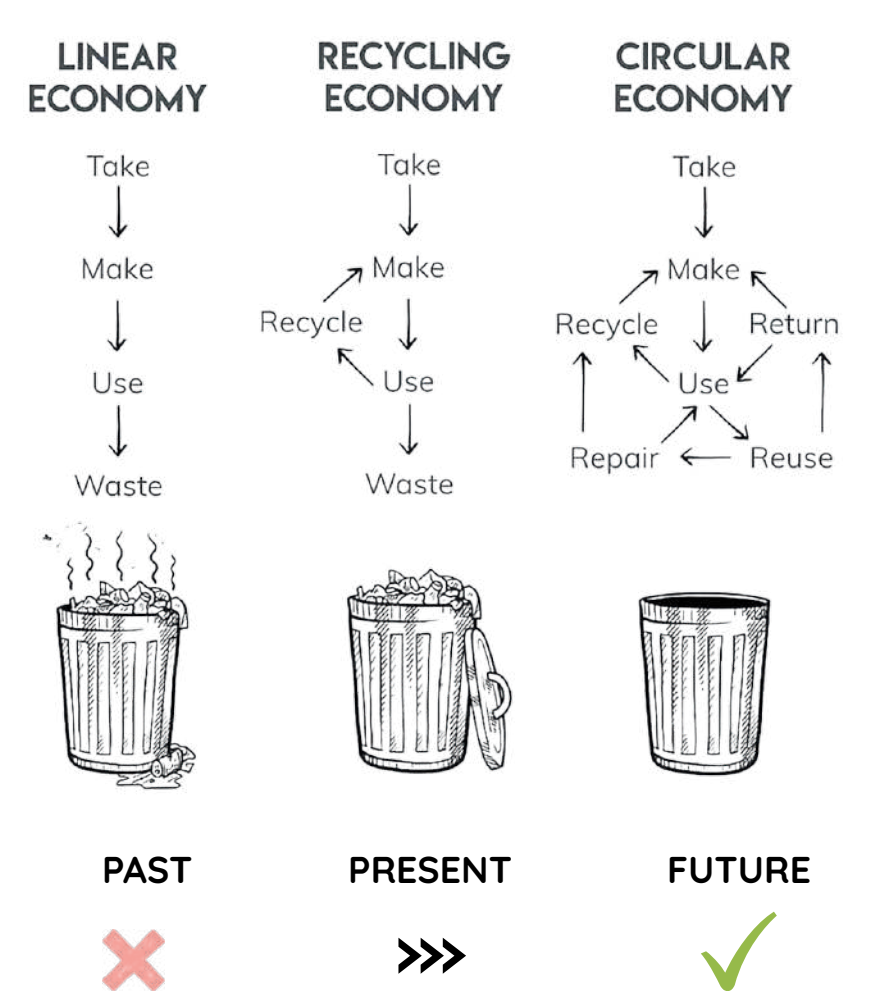 LINEAR
ECONOMY
Take
Make
Use
Waste
RECYCLING
ECONOMY
Take
Make
Recycle
Use
Waste
CIRCULAR
ECONOMY
Take
Make
Recycle
Return
Use
Repair
Reuse
PAST
PRESENT
FUTURE